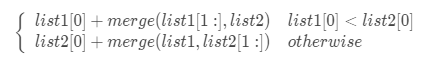 { list1[0] + merge(list1[1 :], list2) list1[0] < list2[0]
list2[0] + merge(list1, list2[1 :]) otherwise